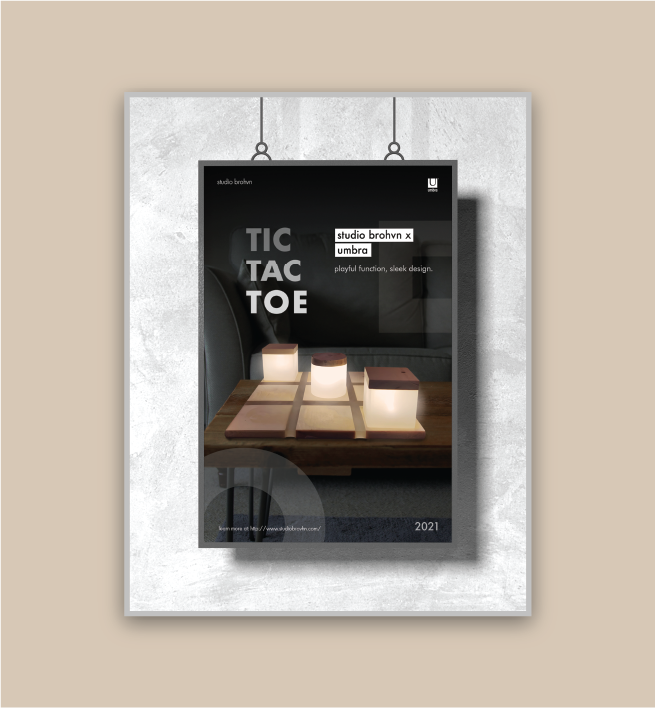 studio brohvn
umbra
TIC
TAC
TOE
studio brohvn x
umbra
playful function, sleek design.
learn more at http://www.studiobrovhn.com/
2021